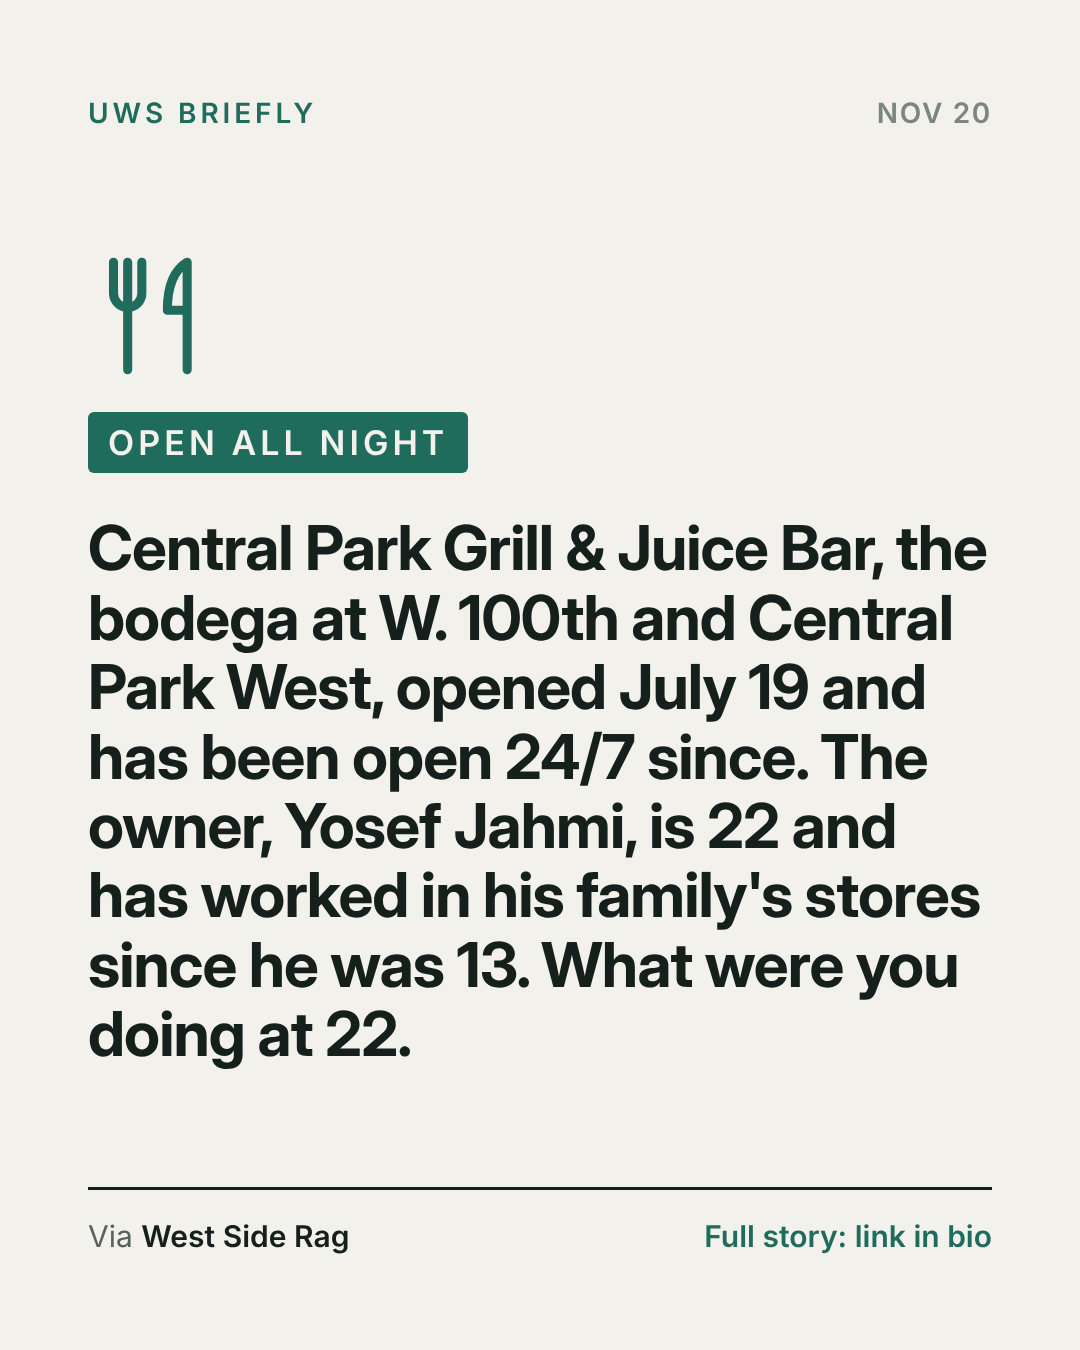 UWS BRIEFLY
NOV 20
OPEN ALL NIGHT
Central Park Grill & Juice Bar, the
bodega at W. 100th and Central
Park West, opened July 19 and
has been open 24/7 since. The
owner, Yosef Jahmi, is 22 and
has worked in his family's stores
since he was 13. What were you
doing at 22.
Via West Side Rag
Full story: link in bio